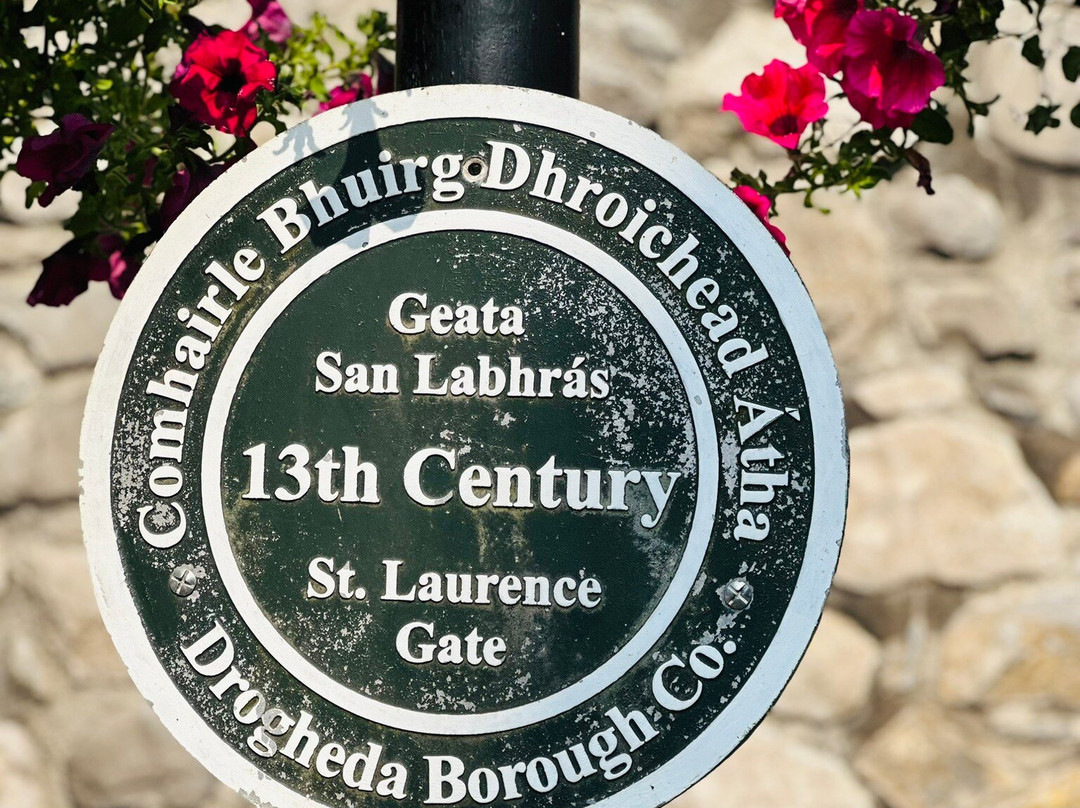 Comhairle Bhuirg Dhroichead Átha
Geata
San Labhrás
13th Century
St. Laurence
Gate
Drogheda Borough Co.